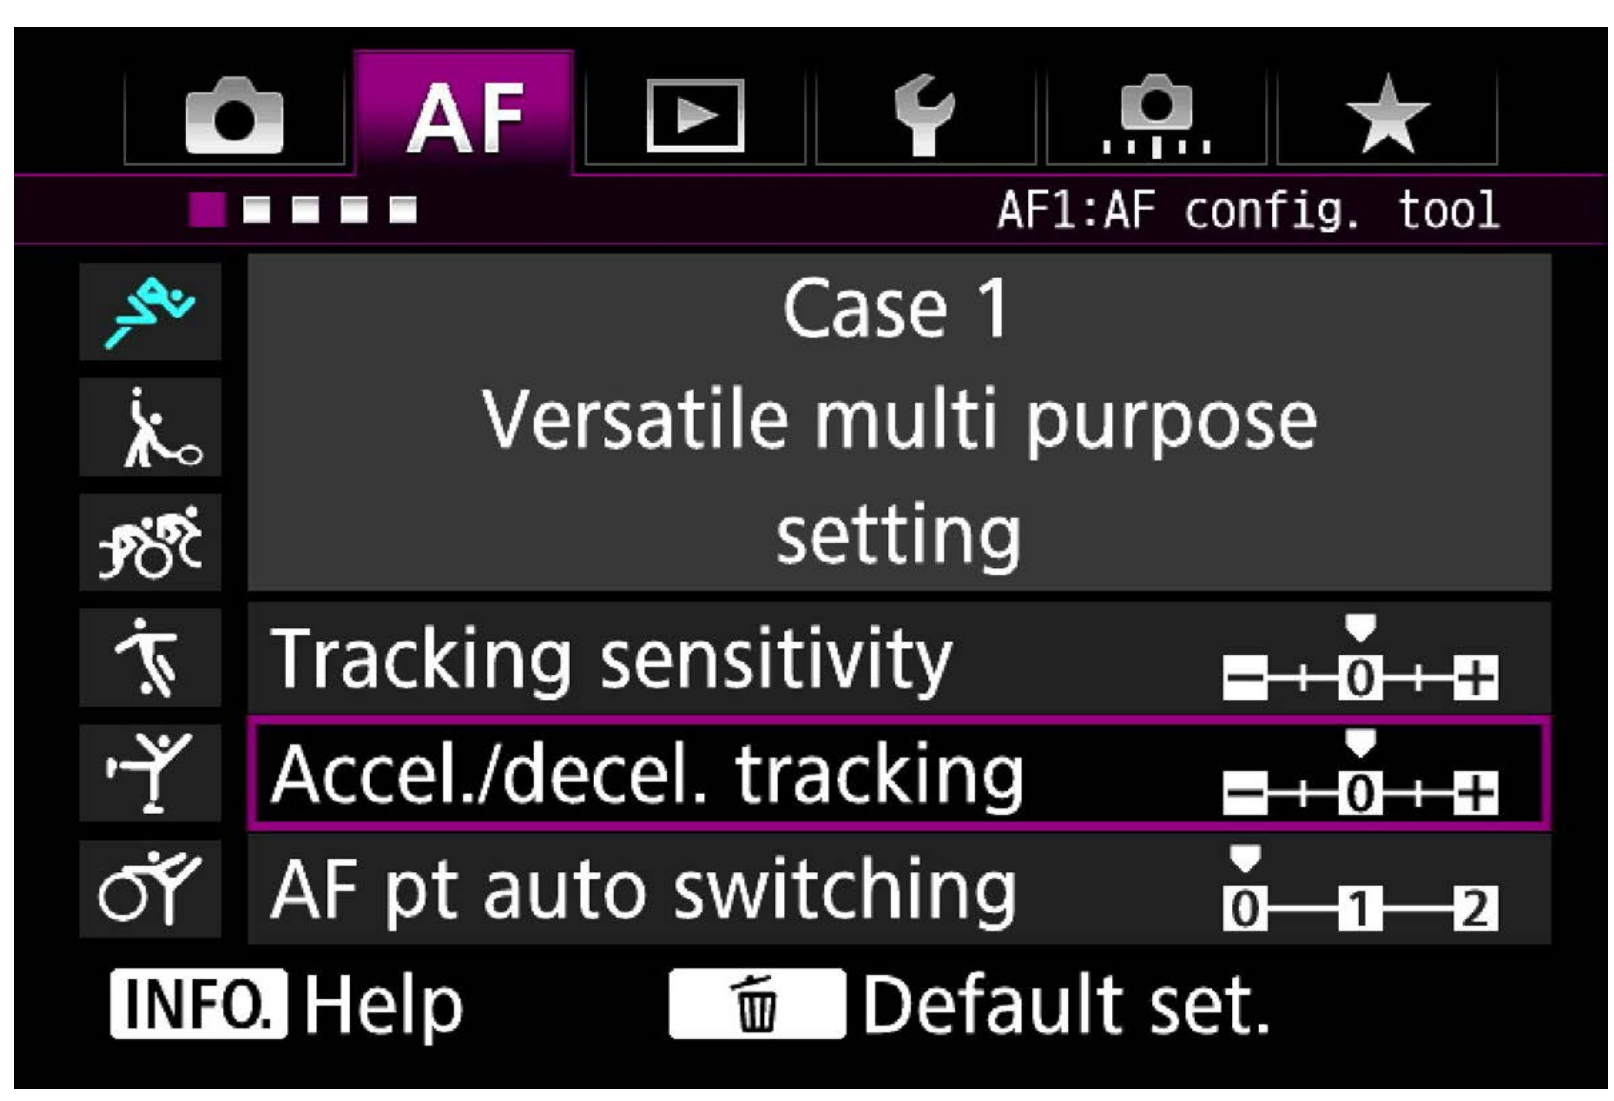 AF
AF1:AF config. tool
Case 1
Versatile multi purpose
setting
Tracking sensitivity
0
Accel./decel. tracking
0
AF pt auto switching
0 1 2
INFO. Help Default set.